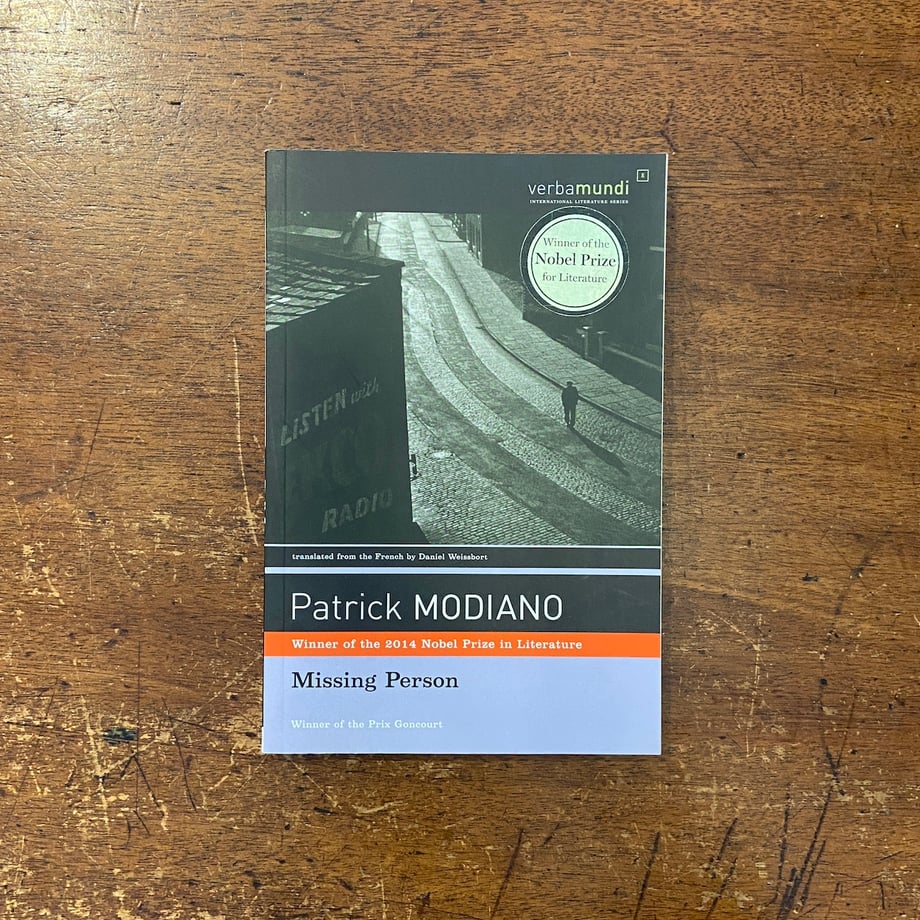 verbamundi
INTERNATIONAL LITERATURE SERIES
Winner of the
Nobel Prize
for Literature
LISTEN with
RADIO
translated from the French by Daniel Weissbort
Patrick MODIANO
Winner of the 2014 Nobel Prize in Literature
Missing Person
Winner of the Prix Goncourt